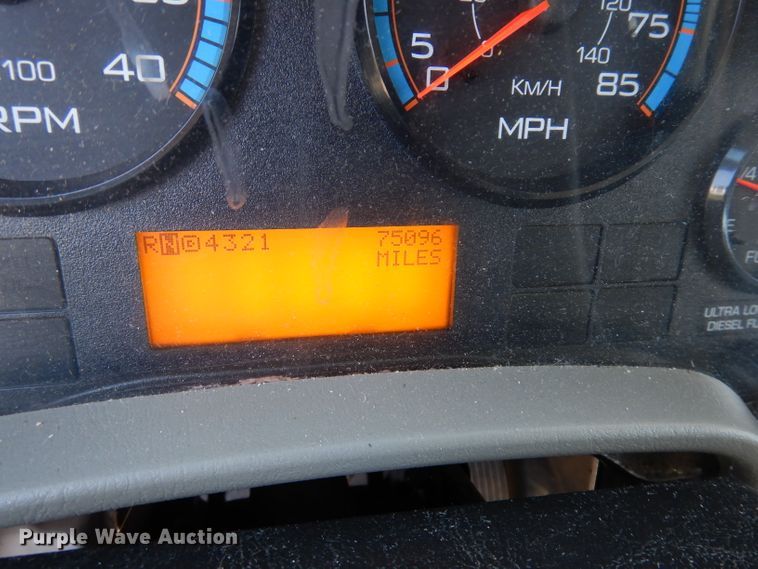 40
100
RPM
5
0
0
120
140
75
85
KM/H
MPH
RND4321
75096
MILES
E
ULTRA LO
DIESEL FU
Purple Wave Auction